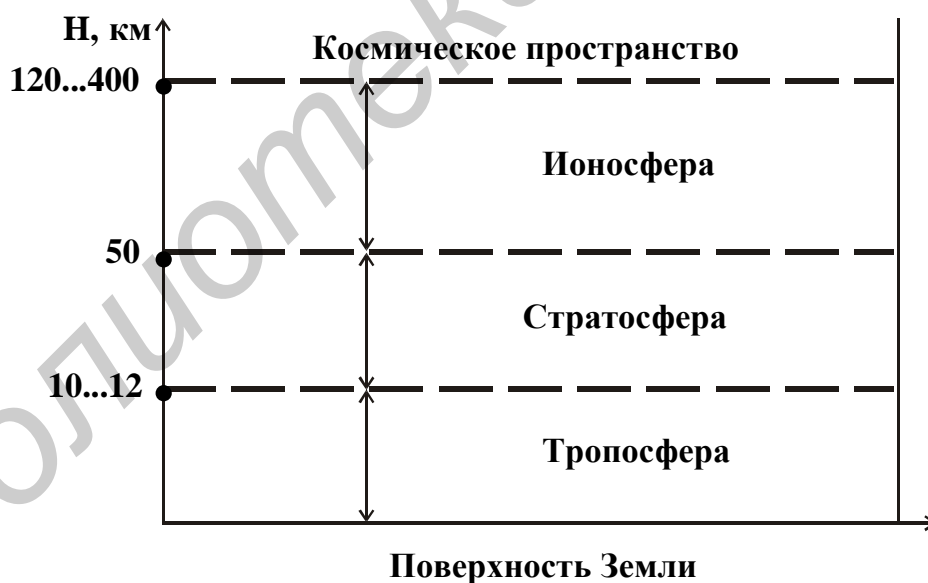 Н, км
Космическое пространство
120...400
Ионосфера
50
Стратосфера
10...12
Тропосфера
Поверхность Земли